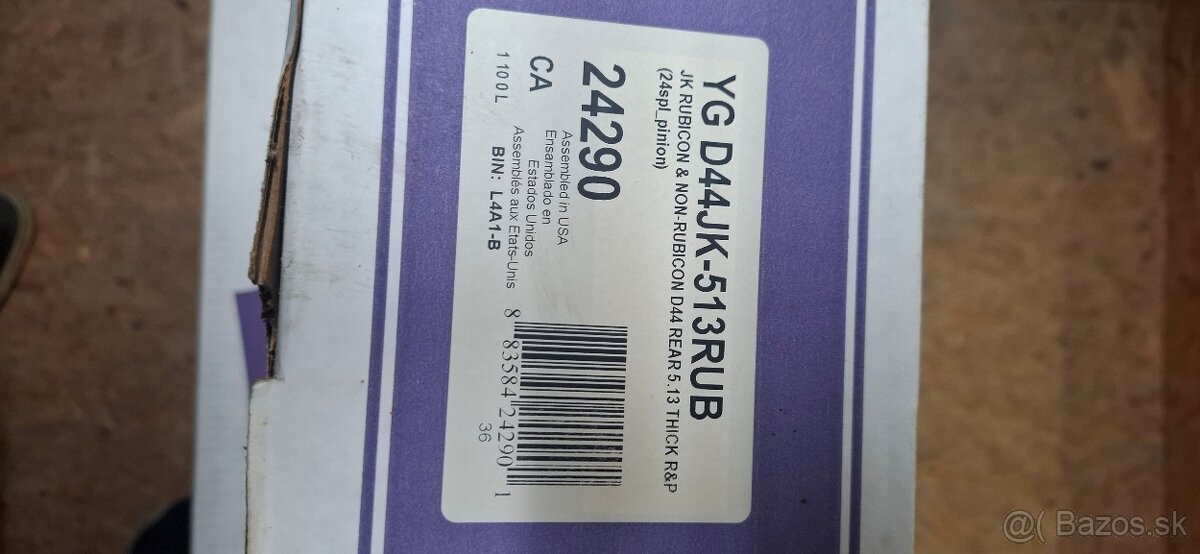 YG D44JK-513RUB
JK RUBICON & NON-RUBICON D44 REAR 5.13 THICK R&P
(24spl_pinion)
24290
Assembled in USA
Ensamblado en
Estados Unidos
Assemblés aux Etats-Unis
CA
BIN: L4A1-B
1100L
8 83584 24290 1
36
@( Bazos.sk